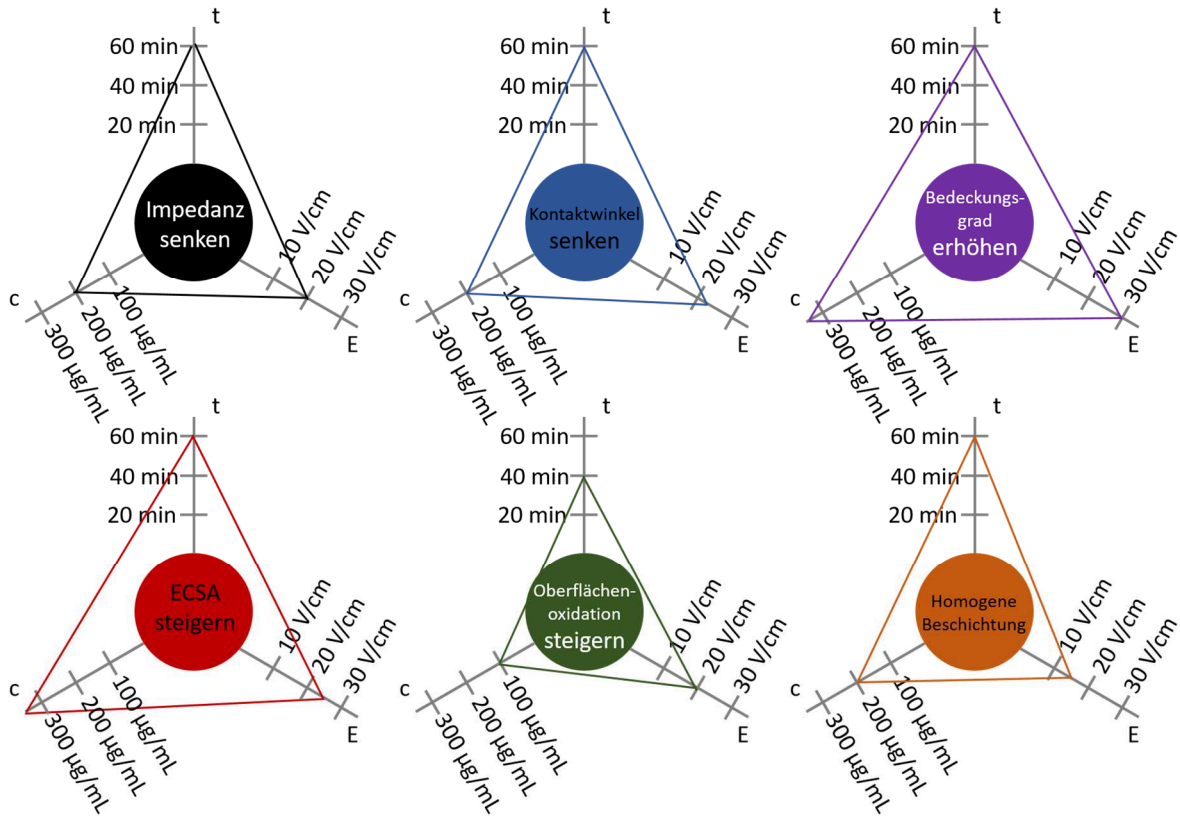 t
60 min
40 min
20 min
Impedanz
senken
10 V/cm
20 V/cm
30 V/cm
E
c
100 µg/mL
200 µg/mL
300 µg/mL
t
60 min
40 min
20 min
Kontaktwinkel
senken
10 V/cm
20 V/cm
30 V/cm
E
c
100 µg/mL
200 µg/mL
300 µg/mL
t
60 min
40 min
20 min
Bedeckungs-
grad
erhöhen
10 V/cm
20 V/cm
30 V/cm
E
c
100 µg/mL
200 µg/mL
300 µg/mL
t
60 min
40 min
20 min
ECSA
steigern
10 V/cm
20 V/cm
30 V/cm
E
c
100 µg/mL
200 µg/mL
300 µg/mL
t
60 min
40 min
20 min
Oberflächen-
oxidation
steigern
10 V/cm
20 V/cm
30 V/cm
E
c
100 µg/mL
200 µg/mL
300 µg/mL
t
60 min
40 min
20 min
Homogene
Beschichtung
10 V/cm
20 V/cm
30 V/cm
E
c
100 µg/mL
200 µg/mL
300 µg/mL